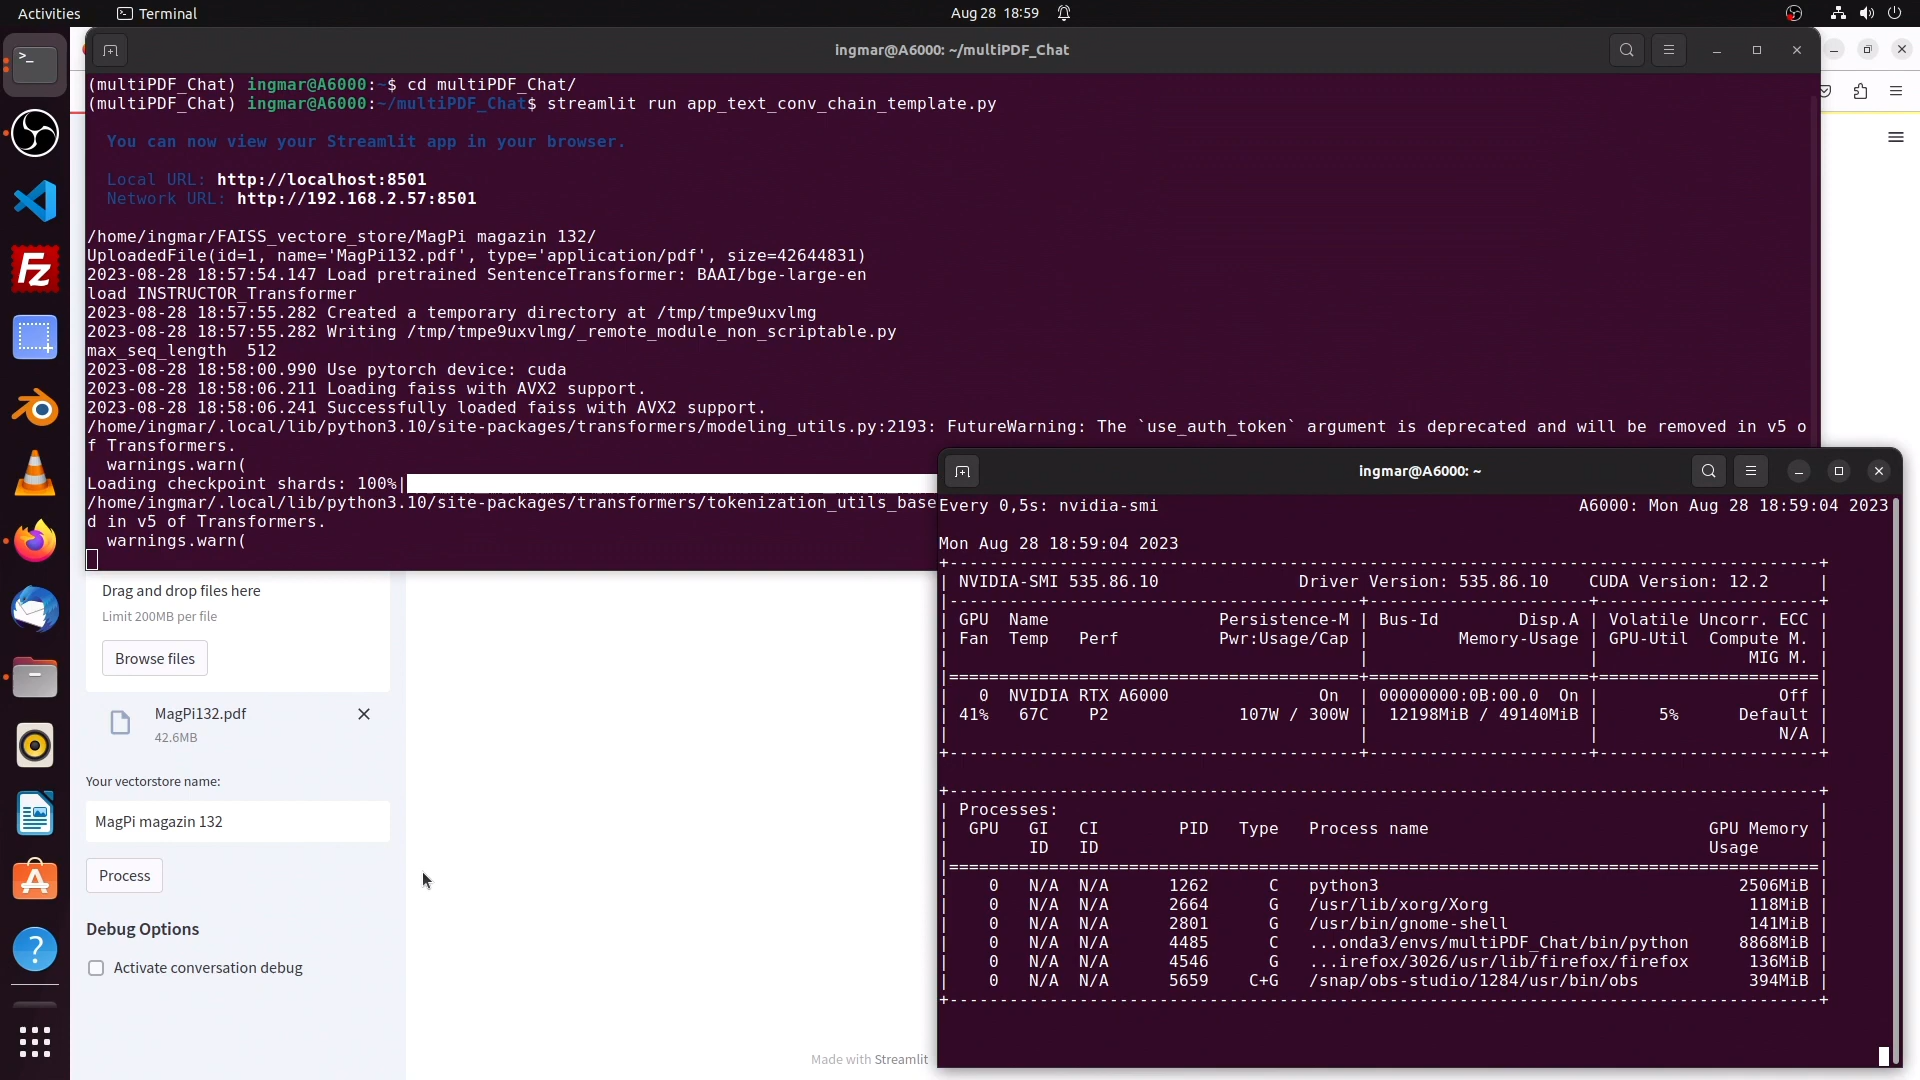 Activities Terminal Aug 28 18:59
ingmar@A6000: ~/multiPDF_Chat
(multiPDF_Chat) ingmar@A6000:~$ cd multiPDF_Chat/
(multiPDF_Chat) ingmar@A6000:~/multiPDF_Chat$ streamlit run app_text_conv_chain_template.py
You can now view your Streamlit app in your browser.
Local URL: http://localhost:8501
Network URL: http://192.168.2.57:8501
/home/ingmar/FAISS_vectore_store/MagPi magazin 132/
UploadedFile(id=1, name='MagPi132.pdf', type='application/pdf', size=42644831)
2023-08-28 18:57:54.147 Load pretrained SentenceTransformer: BAAI/bge-large-en
load INSTRUCTOR_Transformer
2023-08-28 18:57:55.282 Created a temporary directory at /tmp/tmpe9uxvlmg
2023-08-28 18:57:55.282 Writing /tmp/tmpe9uxvlmg/_remote_module_non_scriptable.py
max_seq_length  512
2023-08-28 18:58:00.990 Use pytorch device: cuda
2023-08-28 18:58:06.211 Loading faiss with AVX2 support.
2023-08-28 18:58:06.241 Successfully loaded faiss with AVX2 support.
/home/ingmar/.local/lib/python3.10/site-packages/transformers/modeling_utils.py:2193: FutureWarning: The `use_auth_token` argument is deprecated and will be removed in v5 o
f Transformers.
warnings.warn(
Loading checkpoint shards: 100%|
/home/ingmar/.local/lib/python3.10/site-packages/transformers/tokenization_utils_base
d in v5 of Transformers.
warnings.warn(
Drag and drop files here
Limit 200MB per file
Browse files
MagPi132.pdf
42.6MB
Your vectorstore name:
MagPi magazin 132
Process
Debug Options
Activate conversation debug
Made with Streamlit
ingmar@A6000: ~
Every 0,5s: nvidia-smi A6000: Mon Aug 28 18:59:04 2023
Mon Aug 28 18:59:04 2023
+---------------------------------------------------------------------------------------+
| NVIDIA-SMI 535.86.10 Driver Version: 535.86.10 CUDA Version: 12.2 |
|-----------------------------------------+----------------------+----------------------+
| GPU Name Persistence-M | Bus-Id Disp.A | Volatile Uncorr. ECC |
| Fan Temp Perf Pwr:Usage/Cap | Memory-Usage | GPU-Util Compute M. |
| | | MIG M. |
|=========================================+======================+======================|
| 0 NVIDIA RTX A6000 On | 00000000:0B:00.0 On | Off |
| 41% 67C P2 107W / 300W | 12198MiB / 49140MiB | 5% Default |
| | | N/A |
+-----------------------------------------+----------------------+----------------------+
+---------------------------------------------------------------------------------------+
| Processes: |
| GPU GI CI PID Type Process name GPU Memory |
| ID ID Usage |
|=======================================================================================|
| 0 N/A N/A 1262 C python3 2506MiB |
| 0 N/A N/A 2664 G /usr/lib/xorg/Xorg 118MiB |
| 0 N/A N/A 2801 G /usr/bin/gnome-shell 141MiB |
| 0 N/A N/A 4485 C ...onda3/envs/multiPDF_Chat/bin/python 8868MiB |
| 0 N/A N/A 4546 G ...irefox/3026/usr/lib/firefox/firefox 136MiB |
| 0 N/A N/A 5659 C+G /snap/obs-studio/1284/usr/bin/obs 394MiB |
+---------------------------------------------------------------------------------------+